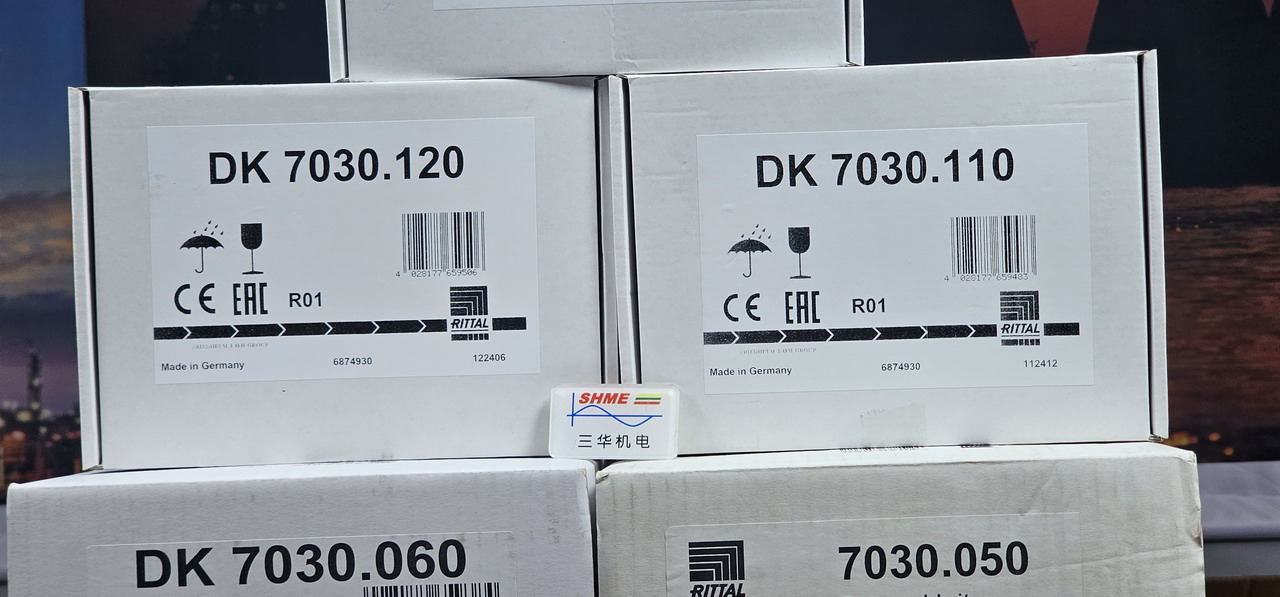 DK 7030.120
4 028177 659506
CE EAC R01
RITTAL
Made in Germany 6874930 122406
DK 7030.110
4 028177 659483
CE EAC R01
RITTAL
Made in Germany 6874930 112412
SHME
三华机电
DK 7030.060
7030.050
RITTAL